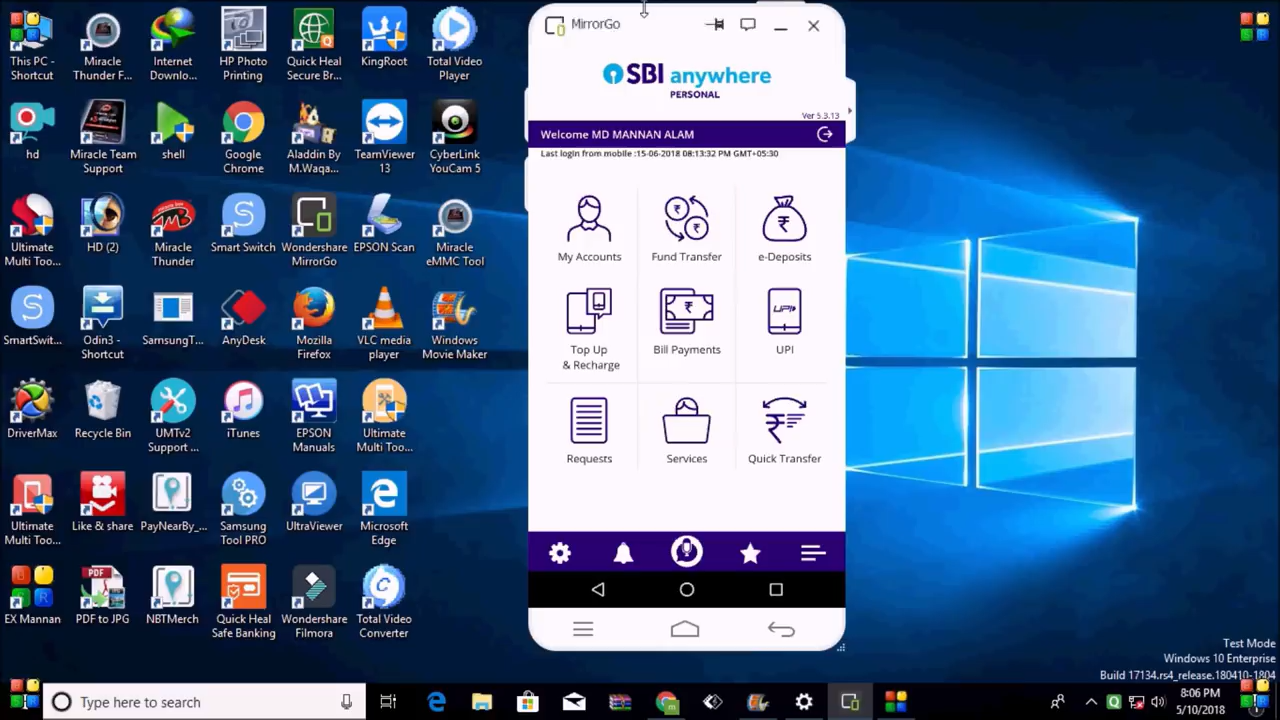 This PC - Shortcut
Miracle Thunder F...
Internet Downlo...
HP Photo Printing
Quick Heal Secure Br...
KingRoot
Total Video Player
hd
Miracle Team Support
shell
Google Chrome
Aladdin By M.Waqa...
TeamViewer 13
CyberLink YouCam 5
Ultimate Multi Too...
HD (2)
Miracle Thunder
Smart Switch
Wondershare MirrorGo
EPSON Scan
Miracle eMMC Tool
SmartSwit...
Odin3 - Shortcut
SamsungT...
AnyDesk
Mozilla Firefox
VLC media player
Windows Movie Maker
DriverMax
Recycle Bin
UMTv2 Support ...
iTunes
EPSON Manuals
Ultimate Multi Too...
Ultimate Multi Too...
Like & share
PayNearBy_...
Samsung Tool PRO
UltraViewer
Microsoft Edge
EX Mannan
PDF to JPG
NBTMerch
Quick Heal Safe Banking
Wondershare Filmora
Total Video Converter
MirrorGo
SBI anywhere
PERSONAL
Ver 5.3.13
Welcome MD MANNAN ALAM
Last login from mobile :15-06-2018 08:13:32 PM GMT+05:30
My Accounts
Fund Transfer
e-Deposits
UPI
Top Up & Recharge
Bill Payments
UPI
Requests
Services
Quick Transfer
Test Mode
Windows 10 Enterprise
Build 17134.rs4_release.180410-1804
Type here to search
8:06 PM
5/10/2018